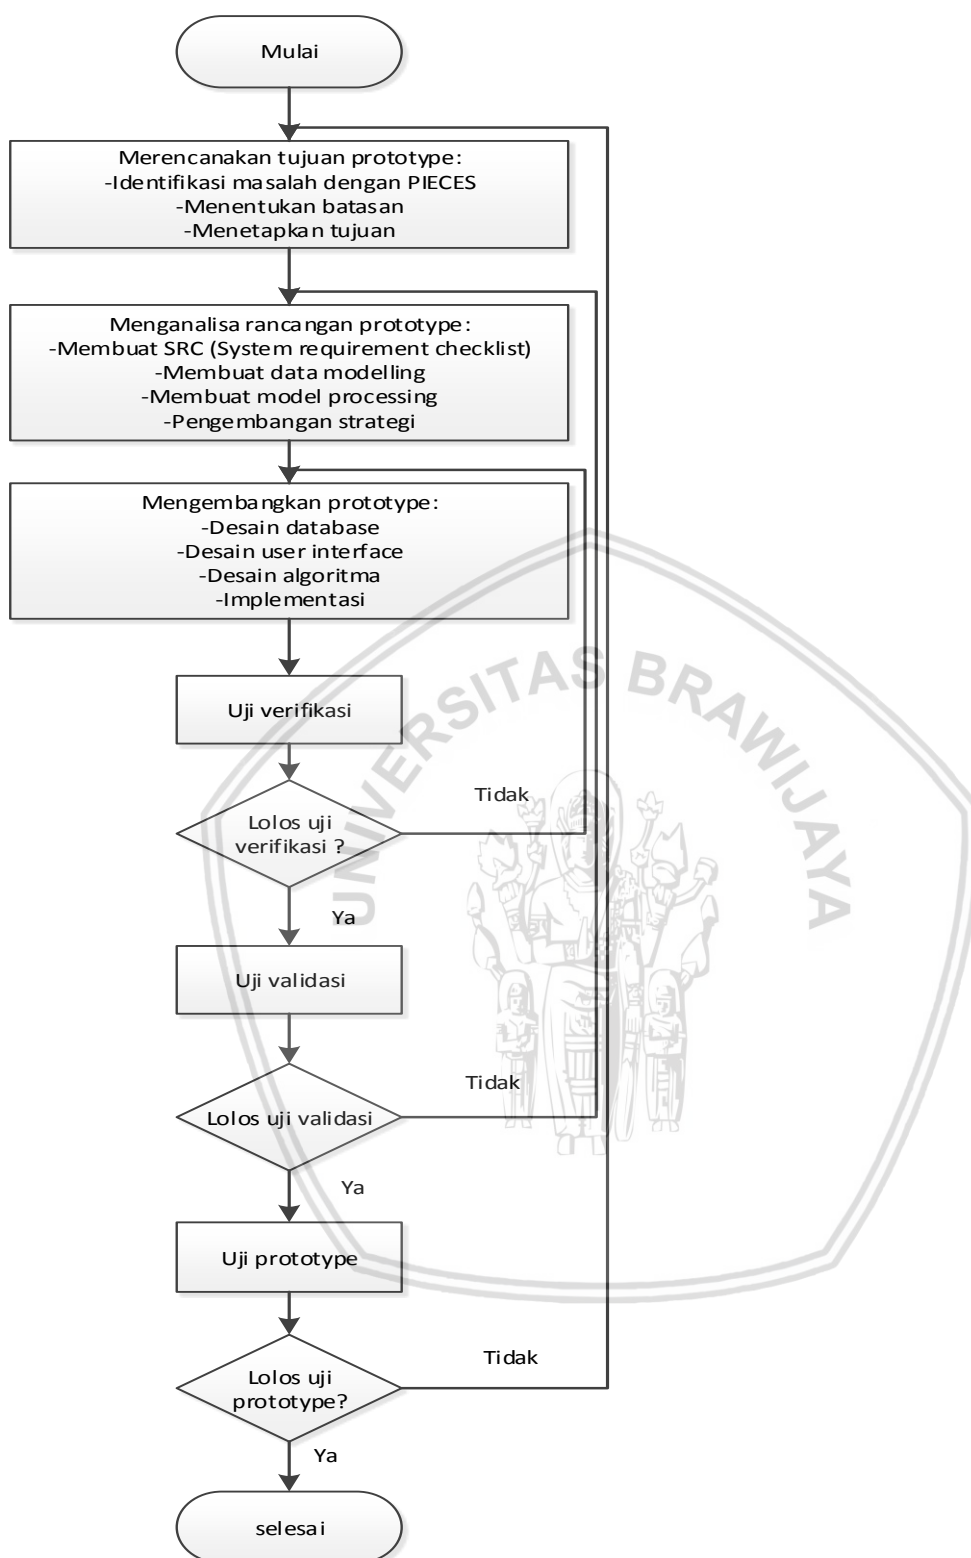 Mulai
Merencanakan tujuan prototype:
-Identifikasi masalah dengan PIECES
-Menentukan batasan
-Menetapkan tujuan
Menganalisa rancangan prototype:
-Membuat SRC (System requirement checklist)
-Membuat data modelling
-Membuat model processing
-Pengembangan strategi
Mengembangkan prototype:
-Desain database
-Desain user interface
-Desain algoritma
-Implementasi
UNIVERSITAS BRAWIJAYA
Uji verifikasi
Tidak
Lolos uji
verifikasi ?
Ya
Uji validasi
Tidak
Lolos uji validasi
Ya
Uji prototype
Tidak
Lolos uji
prototype?
Ya
selesai